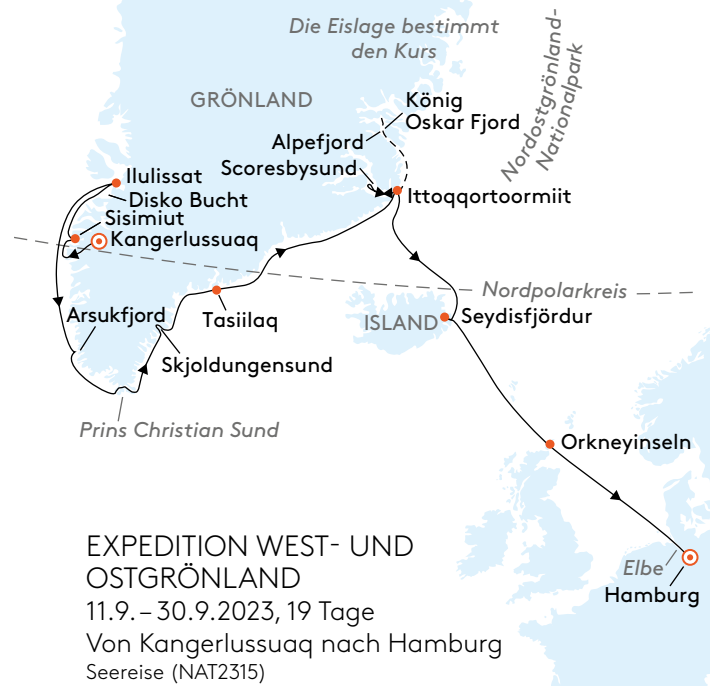 Die Eislage bestimmt
den Kurs
Nordostgrönland-
Nationalpark
GRÖNLAND
König
Oskar Fjord
Alpefjord
Scoresbysund
Ittoqqortoormiit
Ilulissat
Disko Bucht
Sisimiut
Kangerlussuaq
Nordpolarkreis
Arsukfjord
Tasiilaq
ISLAND
Seydisfjördur
Skjoldungensund
Prins Christian Sund
Orkneyinseln
Elbe
Hamburg
EXPEDITION WEST- UND
OSTGRÖNLAND
11.9. – 30.9.2023, 19 Tage
Von Kangerlussuaq nach Hamburg
Seereise (NAT2315)